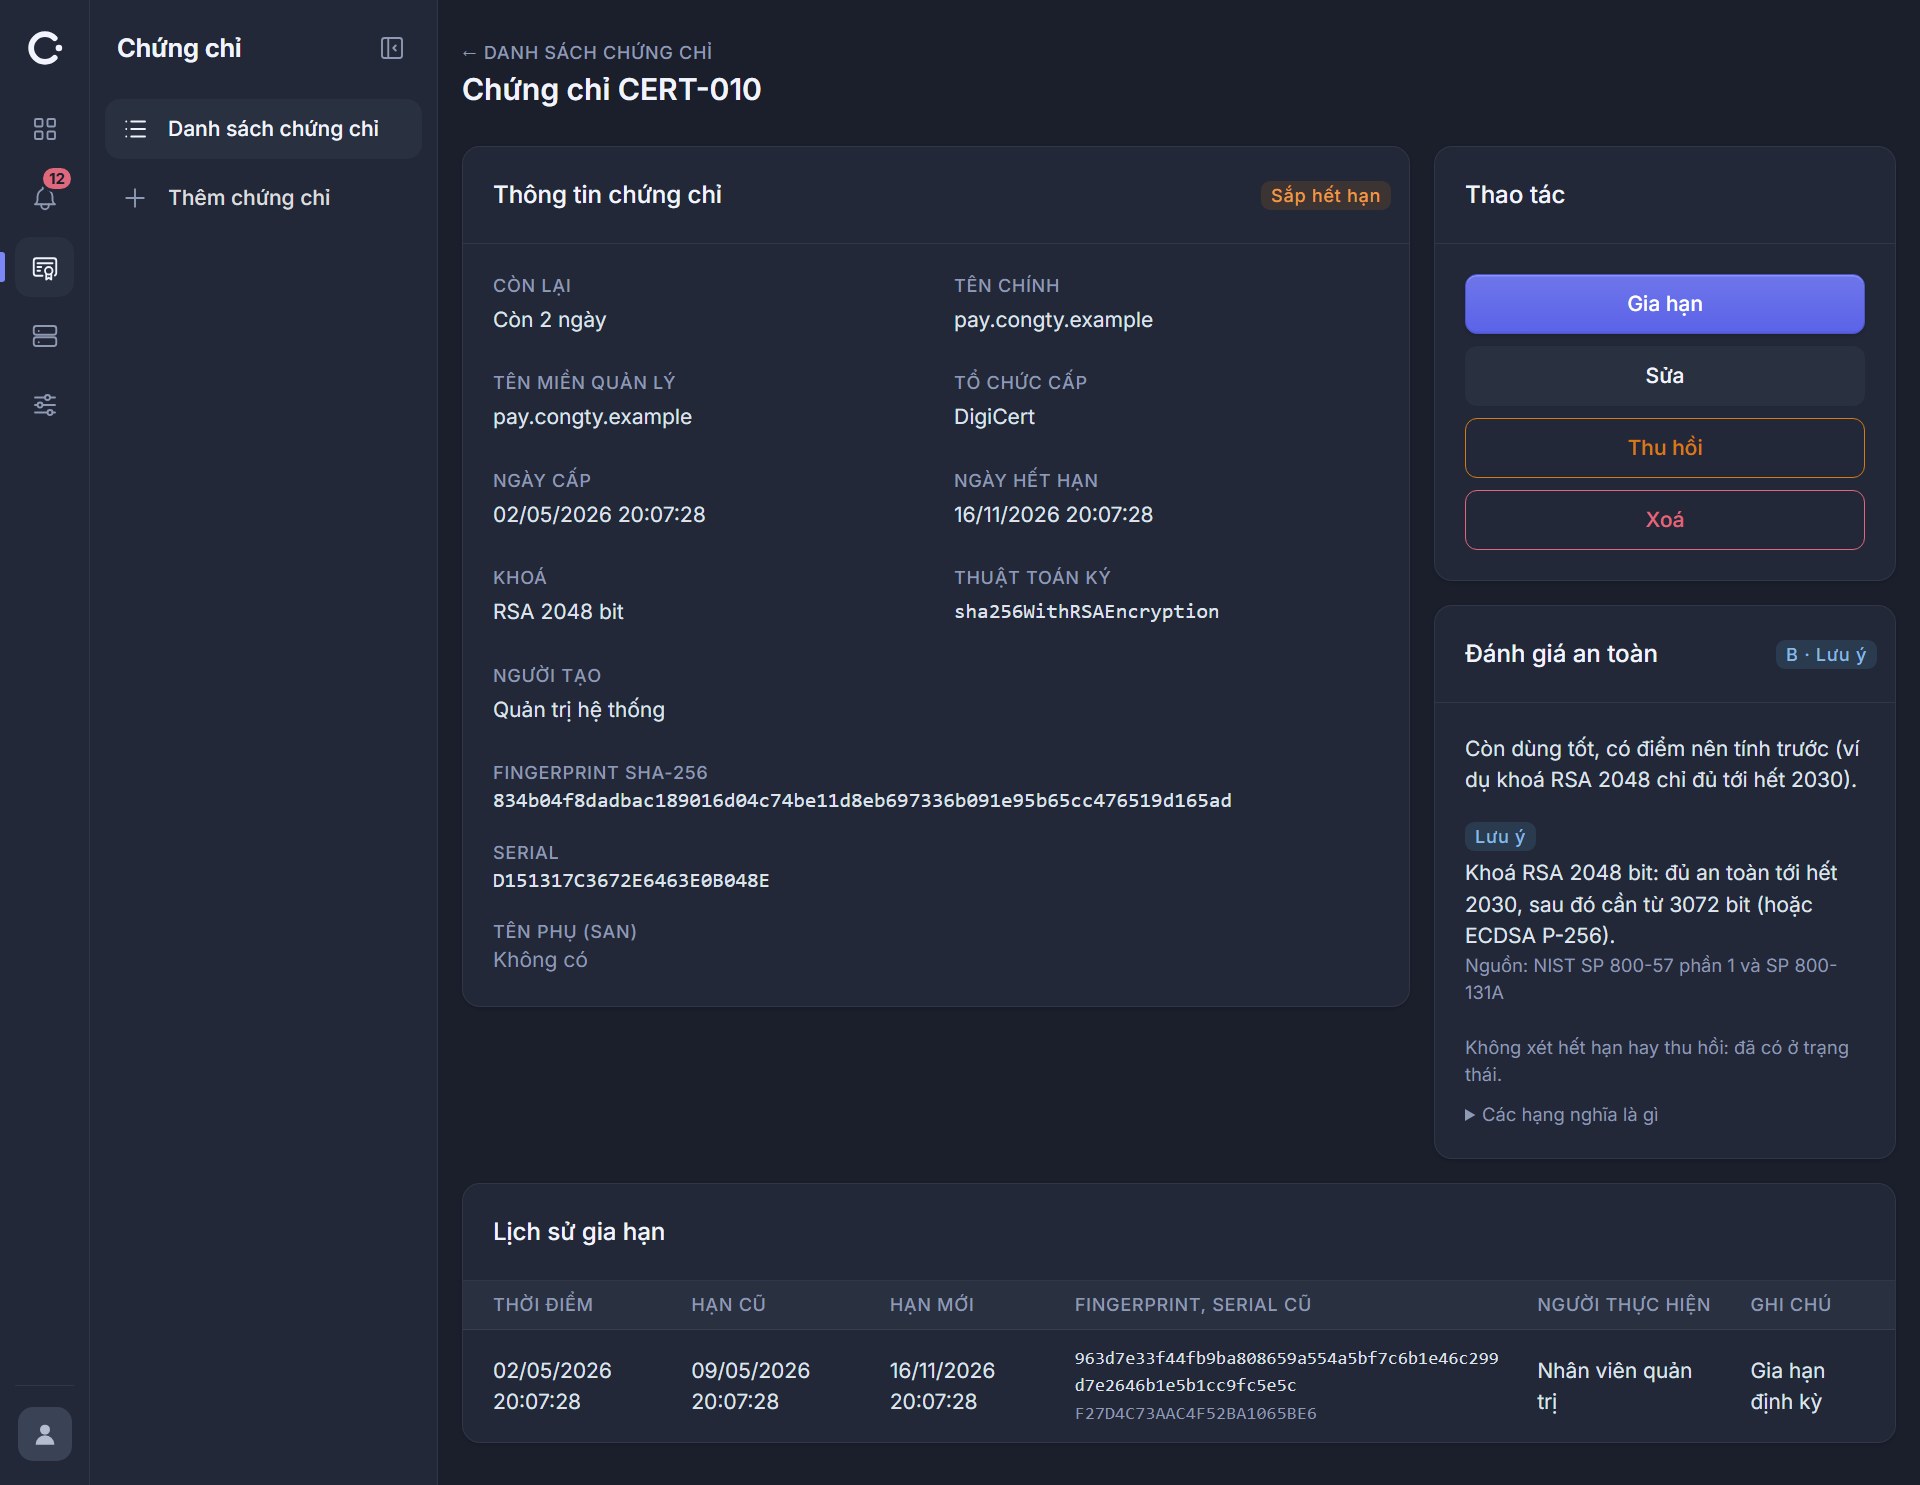 Chứng chỉ
Danh sách chứng chỉ
12
Thêm chứng chỉ
← DANH SÁCH CHỨNG CHỈ
Chứng chỉ CERT-010
Thông tin chứng chỉ
Sắp hết hạn
CÒN LẠI
Còn 2 ngày
TÊN CHÍNH
pay.congty.example
TÊN MIỀN QUẢN LÝ
pay.congty.example
TỔ CHỨC CẤP
DigiCert
NGÀY CẤP
02/05/2026 20:07:28
NGÀY HẾT HẠN
16/11/2026 20:07:28
KHOÁ
RSA 2048 bit
THUẬT TOÁN KÝ
sha256WithRSAEncryption
NGƯỜI TẠO
Quản trị hệ thống
FINGERPRINT SHA-256
834b04f8dadbac189016d04c74be11d8eb697336b091e95b65cc476519d165ad
SERIAL
D151317C3672E6463E0B048E
TÊN PHỤ (SAN)
Không có
Thao tác
Gia hạn
Sửa
Thu hồi
Xoá
Đánh giá an toàn
B · Lưu ý
Còn dùng tốt, có điểm nên tính trước (ví
dụ khoá RSA 2048 chỉ đủ tới hết 2030).
Lưu ý
Khoá RSA 2048 bit: đủ an toàn tới hết
2030, sau đó cần từ 3072 bit (hoặc
ECDSA P-256).
Nguồn: NIST SP 800-57 phần 1 và SP 800-
131A
Không xét hết hạn hay thu hồi: đã có ở trạng
thái.
▶ Các hạng nghĩa là gì
Lịch sử gia hạn
THỜI ĐIỂM
HẠN CŨ
HẠN MỚI
FINGERPRINT, SERIAL CŨ
NGƯỜI THỰC HIỆN
GHI CHÚ
02/05/2026
20:07:28
09/05/2026
20:07:28
16/11/2026
20:07:28
963d7e33f44fb9ba808659a554a5bf7c6b1e46c299
d7e2646b1e5b1cc9fc5e5c
F27D4C73AAC4F52BA1065BE6
Nhân viên quản
trị
Gia hạn
định kỳ